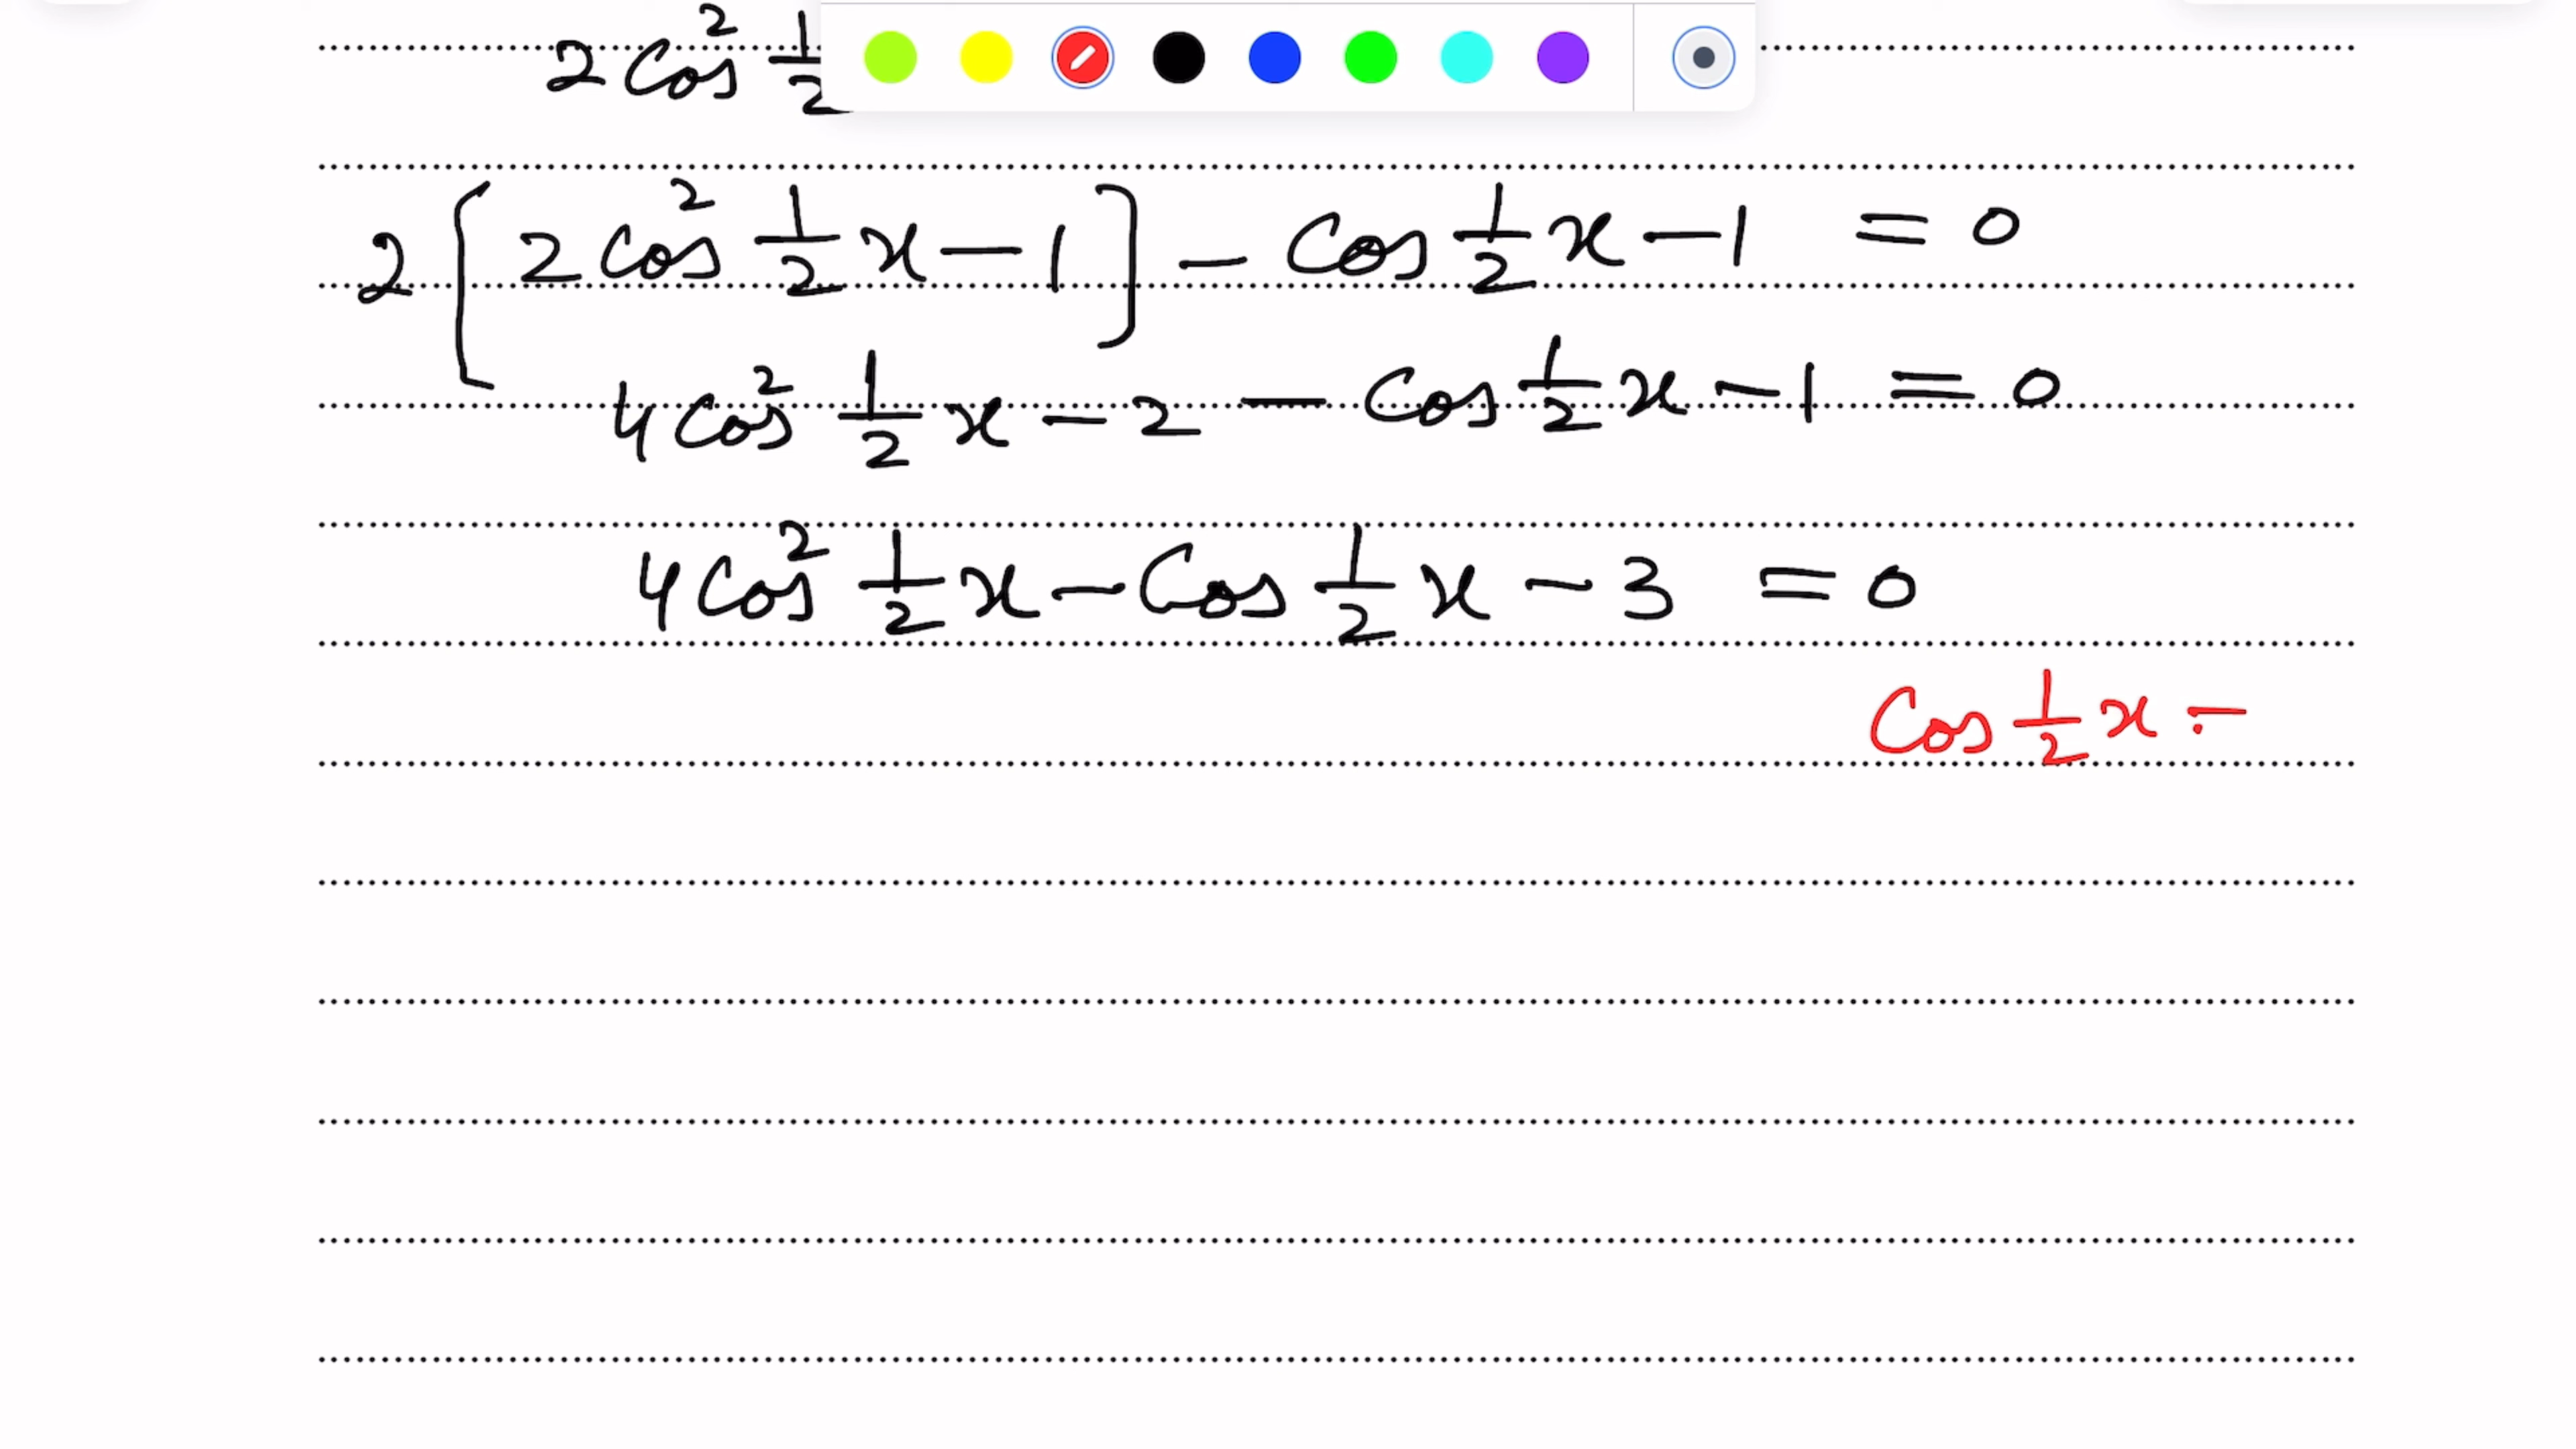 2 cos² 1/2
2 [2 cos² 1/2 x − 1] − cos 1/2 x − 1 = 0
4 cos² 1/2 x − 2 − cos 1/2 x − 1 = 0
4 cos² 1/2 x − cos 1/2 x − 3 = 0
cos 1/2 x =